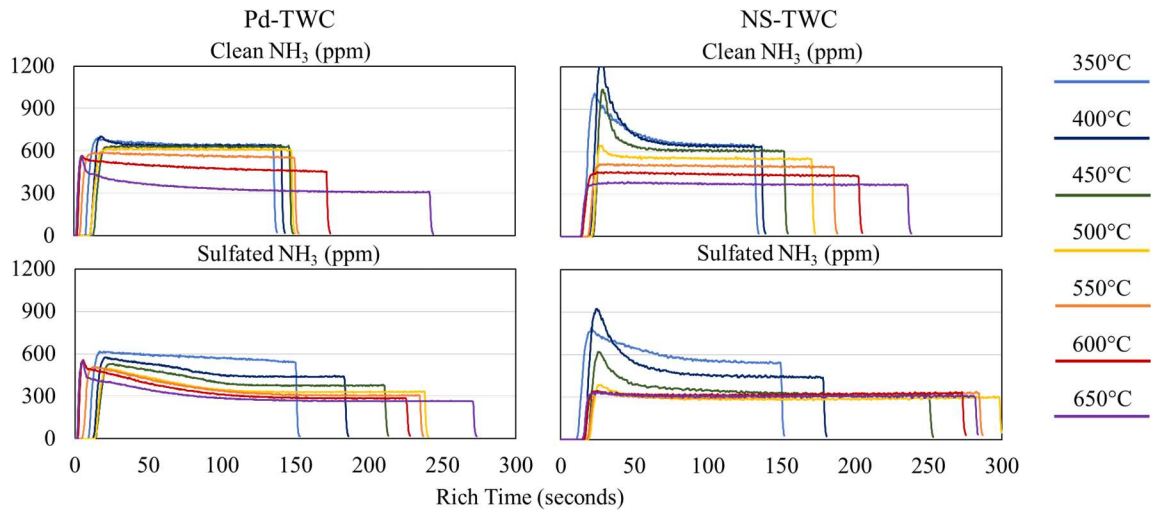 Pd-TWC
NS-TWC
Clean NH₃ (ppm)
Clean NH₃ (ppm)
1200
900
600
300
0
Sulfated NH₃ (ppm)
Sulfated NH₃ (ppm)
1200
900
600
300
0
0 50 100 150 200 250 300
0 50 100 150 200 250 300
Rich Time (seconds)
350°C
400°C
450°C
500°C
550°C
600°C
650°C